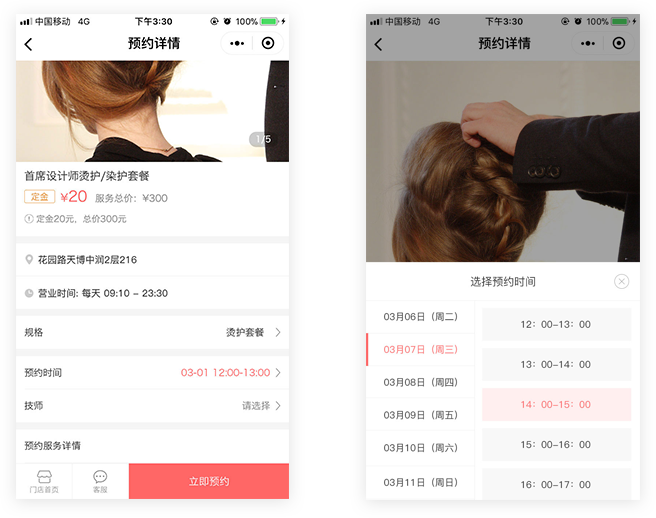 中国移动 4G 下午3:30 100%
预约详情
1/5
首席设计师烫护/染护套餐
定金 ¥20 服务总价：¥300
定金20元，总价300元
花园路天博中润2层216
营业时间: 每天 09:10 - 23:30
规格 烫护套餐
预约时间 03-01 12:00-13:00
技师 请选择
预约服务详情
门店首页 客服 立即预约
中国移动 4G 下午3:30 100%
预约详情
选择预约时间
03月06日（周二）
03月07日（周三）
03月08日（周四）
03月09日（周五）
03月10日（周六）
03月11日（周日）
12：00-13：00
13：00-14：00
14：00-15：00
15：00-16：00
16：00-17：00